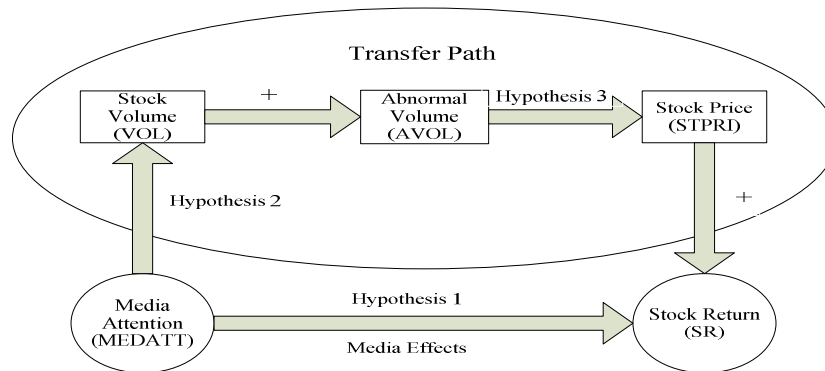 Transfer Path
Stock
Volume
(VOL)
+
Abnormal
Volume
(AVOL)
Hypothesis 3
Stock Price
(STPRI)
Hypothesis 2
+
Media
Attention
(MEDATT)
Hypothesis 1
Media Effects
Stock Return
(SR)